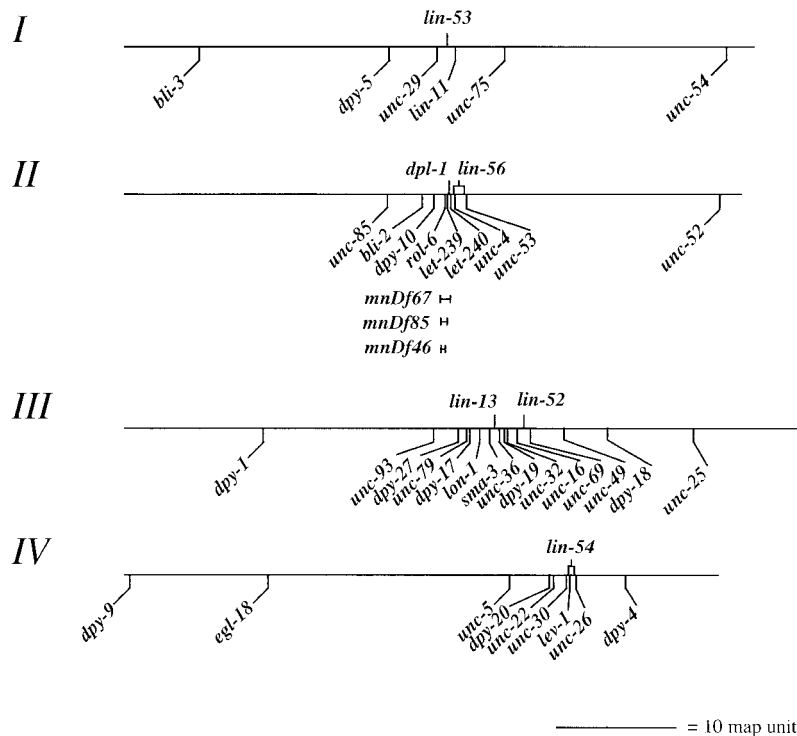 I
lin-53
bli-3
dpy-5
unc-29
lin-11
unc-75
unc-54
II
dpl-1
lin-56
unc-85
bli-2
dpy-10
rol-6
let-239
let-240
unc-4
unc-53
unc-52
mnDf67
mnDf85
mnDf46
III
lin-13
lin-52
dpy-1
unc-93
dpy-27
unc-79
dpy-17
lon-1
sma-3
unc-36
dpy-19
unc-32
unc-16
unc-69
unc-49
dpy-18
unc-25
IV
lin-54
dpy-9
egl-18
unc-5
dpy-20
unc-22
unc-30
lev-1
unc-26
dpy-4
= 10 map unit